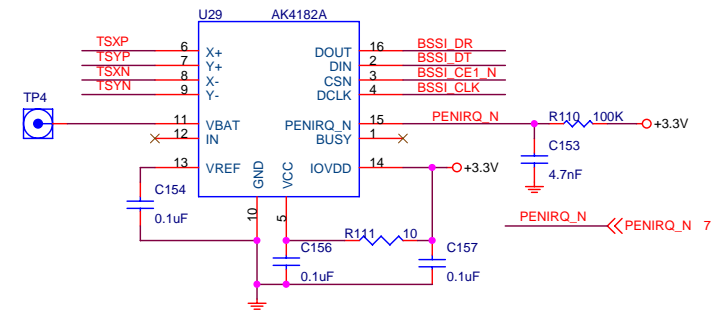 U29 AK4182A
TSXP 6 X+ DOUT 16 BSSI_DR
TSYP 7 Y+ DIN 2 BSSI_DT
TSXN 8 X- CSN 3 BSSI_CE1_N
TSYN 9 Y- DCLK 4 BSSI_CLK
TP4
11 VBAT PENIRQ_N 15 PENIRQ_N R110 100K +3.3V
12 IN BUSY 1
13 VREF GND VCC IOVDD 14 +3.3V
C153
4.7nF
C154
0.1uF
10 5
PENIRQ_N PENIRQ_N 7
R111 10
C156 C157
0.1uF 0.1uF